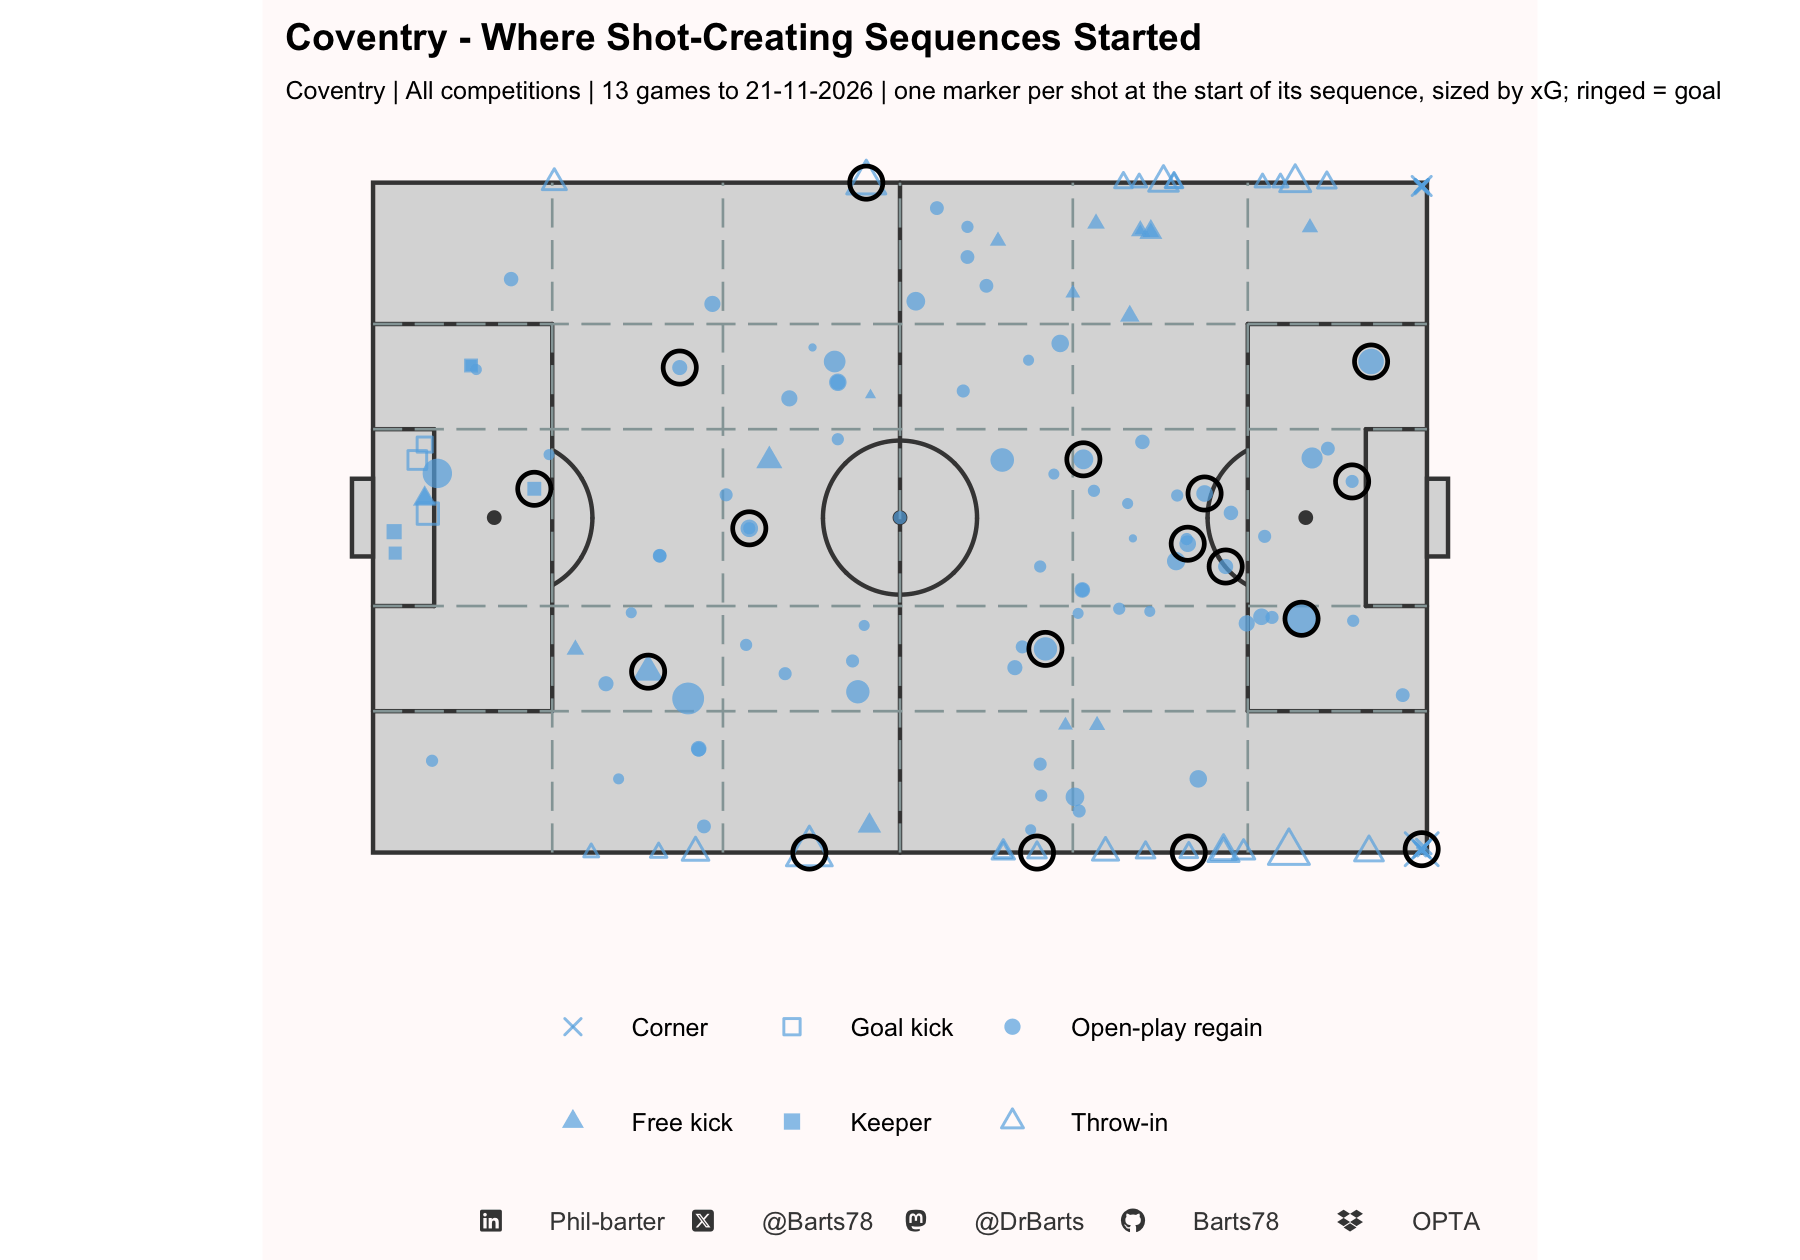 Coventry - Where Shot-Creating Sequences Started
Coventry | All competitions | 13 games to 21-11-2026 | one marker per shot at the start of its sequence, sized by xG; ringed = goal
Corner Goal kick Open-play regain
Free kick Keeper Throw-in
Phil-barter @Barts78 @DrBarts Barts78 OPTA